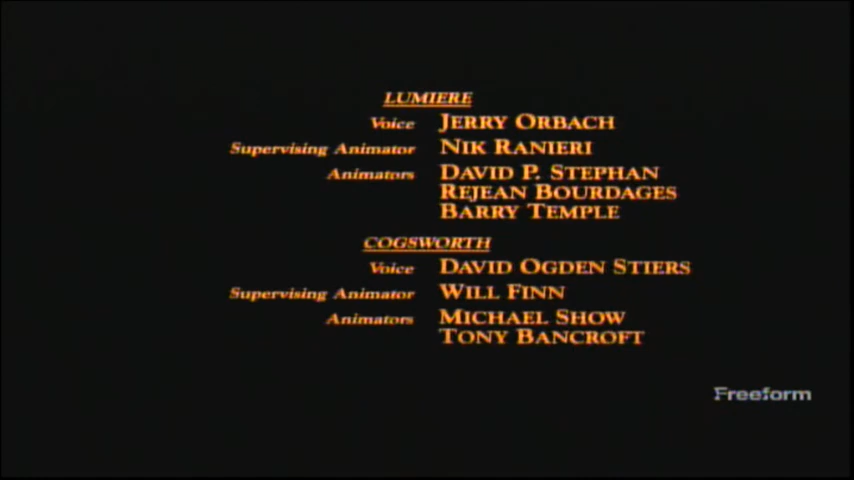 LUMIERE
Voice JERRY ORBACH
Supervising Animator NIK RANIERI
Animators DAVID P. STEPHAN
REJEAN BOURDAGES
BARRY TEMPLE
COGSWORTH
Voice DAVID OGDEN STIERS
Supervising Animator WILL FINN
Animators MICHAEL SHOW
TONY BANCROFT
Freeform